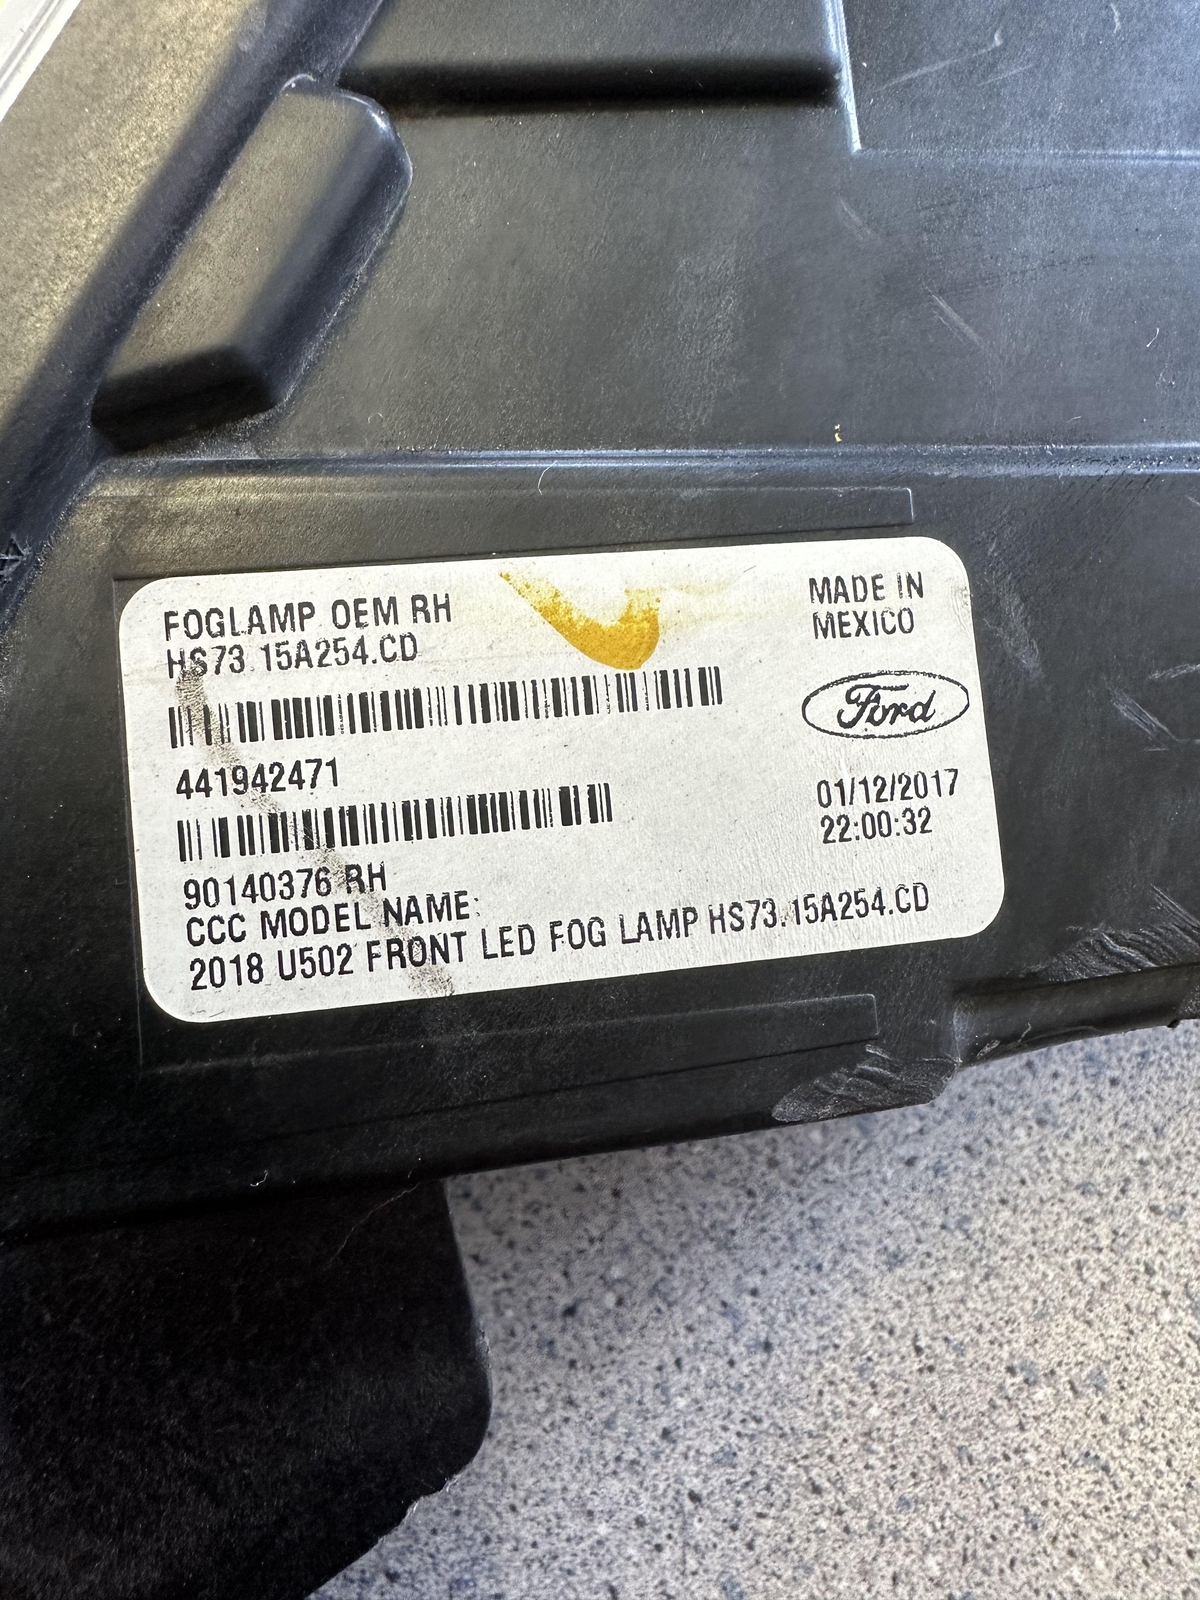 FOGLAMP OEM RH
HS73.15A254.CD
MADE IN
MEXICO
Ford
441942471
01/12/2017
22:00:32
90140376 RH
CCC MODEL NAME:
2018 U502 FRONT LED FOG LAMP HS73.15A254.CD